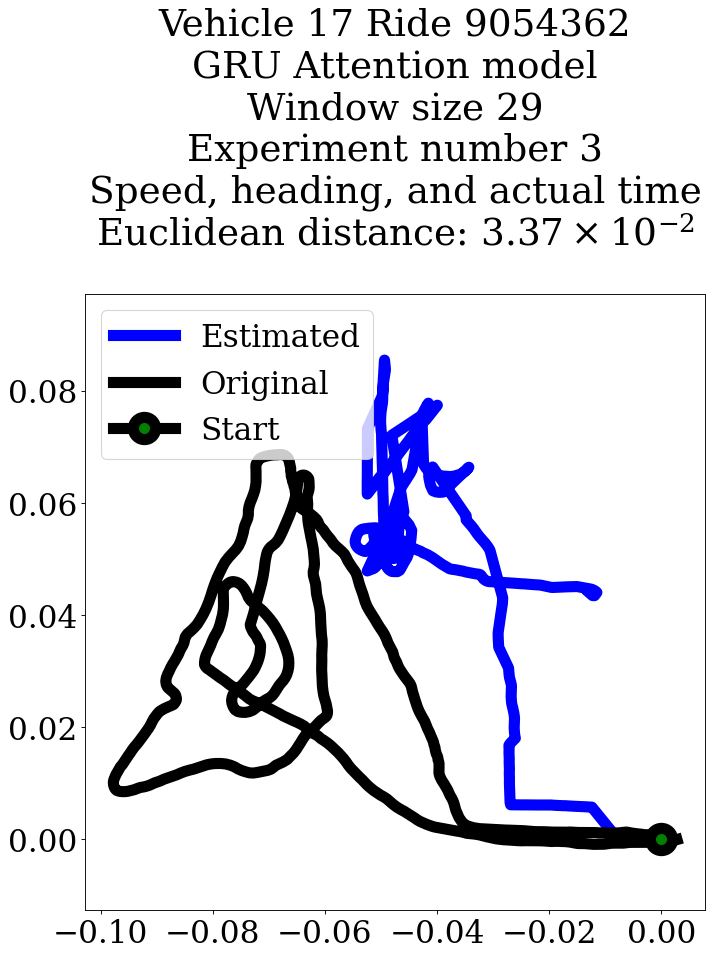 Vehicle 17 Ride 9054362
GRU Attention model
Window size 29
Experiment number 3
Speed, heading, and actual time
Euclidean distance: 3.37 × 10⁻²
Estimated
Original
Start
0.08
0.06
0.04
0.02
0.00
−0.10 −0.08 −0.06 −0.04 −0.02 0.00